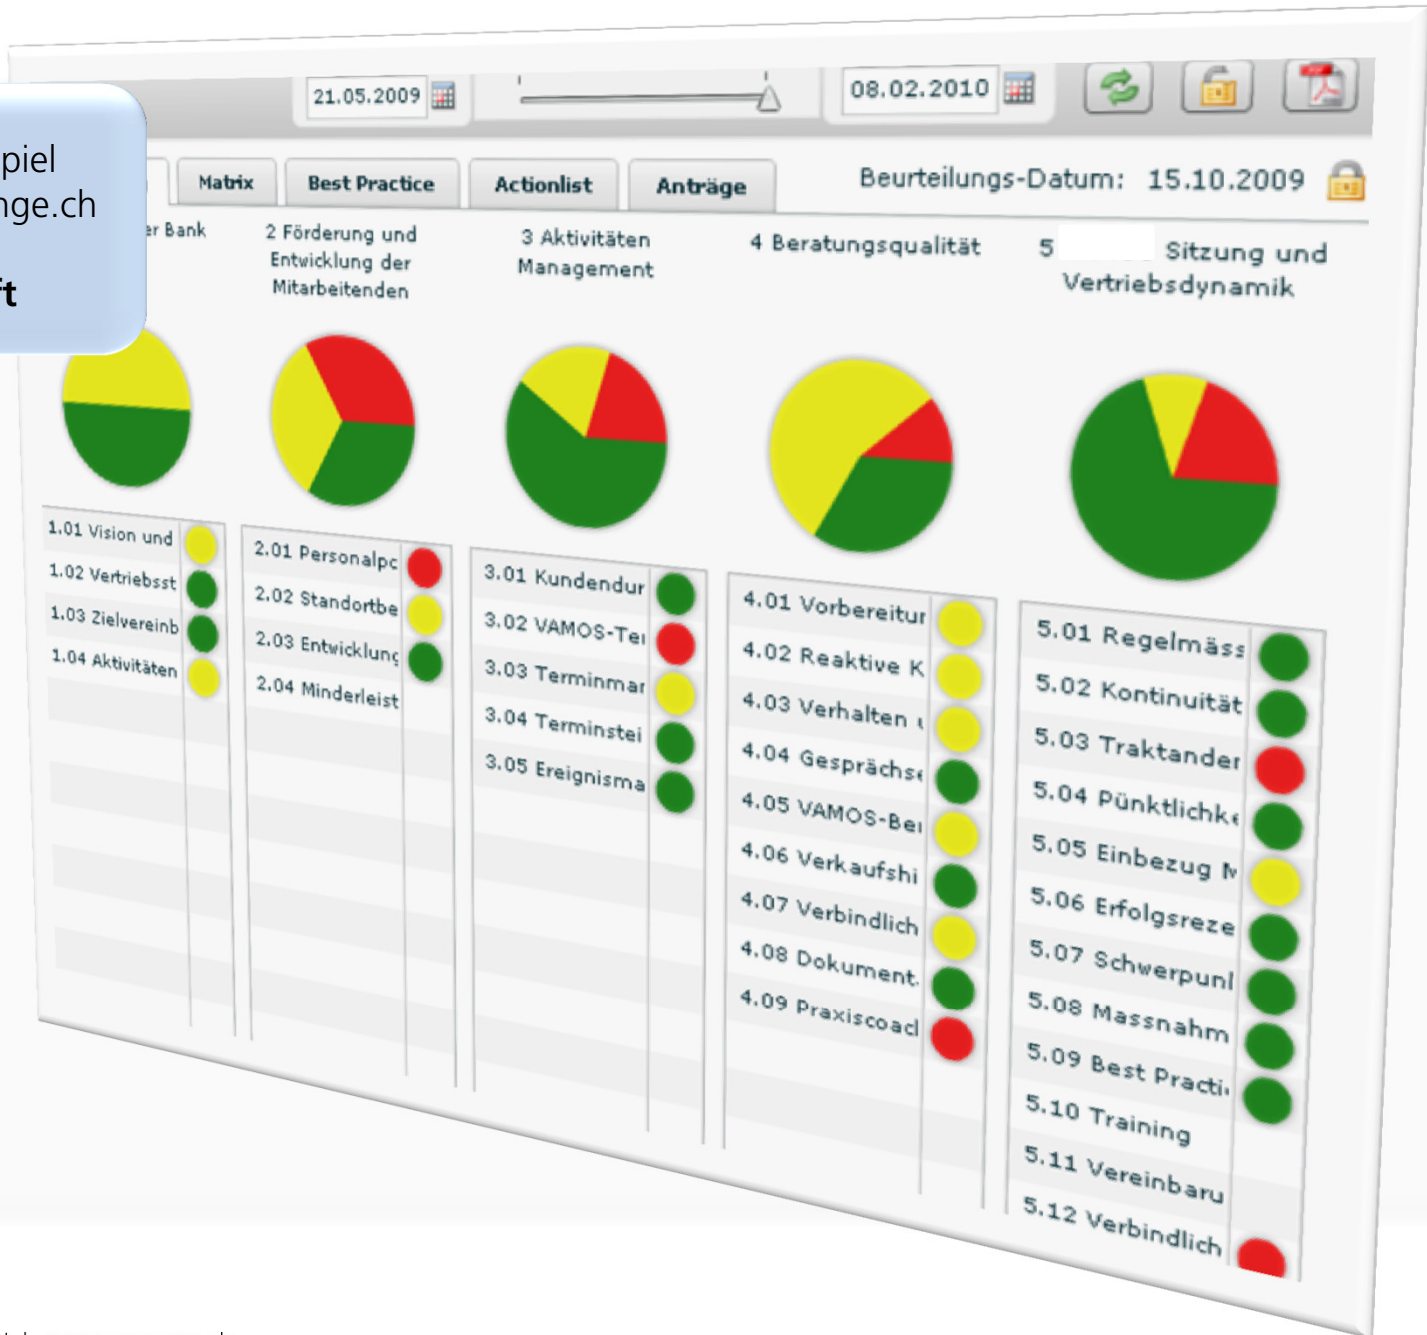 21.05.2009
08.02.2010
piel
nge.ch
ft
Matrix
Best Practice
Actionlist
Anträge
Beurteilungs-Datum: 15.10.2009
er Bank
2 Förderung und
Entwicklung der
Mitarbeitenden
3 Aktivitäten
Management
4 Beratungsqualität
5 Sitzung und
Vertriebsdynamik
1.01 Vision und
1.02 Vertriebsst
1.03 Zielvereinb
1.04 Aktivitäten
2.01 Personalpo
2.02 Standortbe
2.03 Entwicklung
2.04 Minderleist
3.01 Kundendur
3.02 VAMOS-Te
3.03 Terminmar
3.04 Terminstei
3.05 Ereignisma
4.01 Vorbereitur
4.02 Reaktive K
4.03 Verhalten
4.04 Gesprächse
4.05 VAMOS-Be
4.06 Verkaufshi
4.07 Verbindlich
4.08 Dokument
4.09 Praxiscoacl
5.01 Regelmäss
5.02 Kontinuität
5.03 Traktander
5.04 Pünktlichke
5.05 Einbezug M
5.06 Erfolgsreze
5.07 Schwerpunl
5.08 Massnahm
5.09 Best Practi
5.10 Training
5.11 Vereinbaru
5.12 Verbindlich